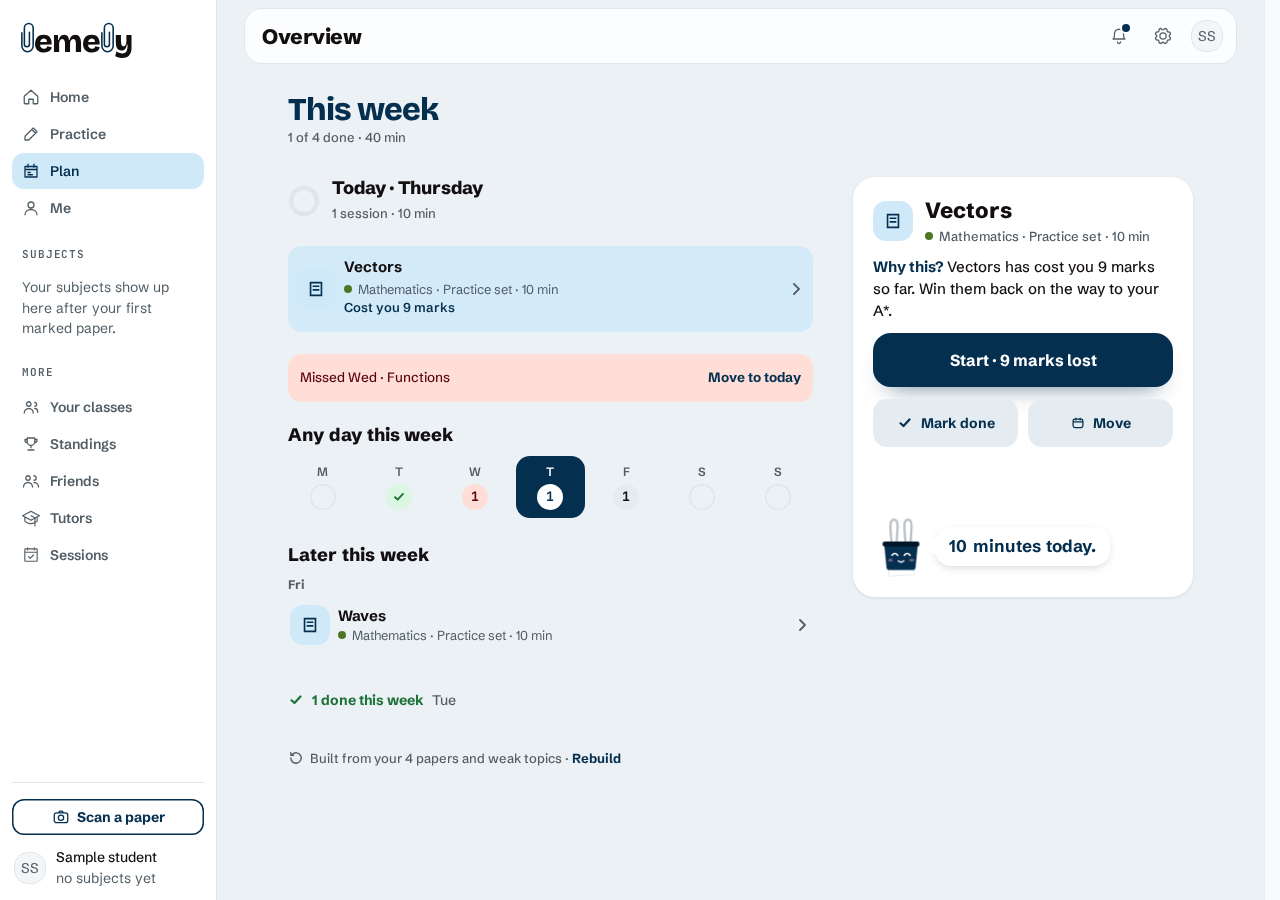 lemely
Home
Practice
Plan
Me
SUBJECTS
Your subjects show up
here after your first
marked paper.
MORE
Your classes
Standings
Friends
Tutors
Sessions
Scan a paper
SS
Sample student
no subjects yet
Overview
SS
This week
1 of 4 done · 40 min
Today · Thursday
1 session · 10 min
Vectors
Mathematics · Practice set · 10 min
Cost you 9 marks
Missed Wed · Functions
Move to today
Any day this week
M T W T F S S
1 1 1
Later this week
Fri
Waves
Mathematics · Practice set · 10 min
1 done this week Tue
Built from your 4 papers and weak topics · Rebuild
Vectors
Mathematics · Practice set · 10 min
Why this? Vectors has cost you 9 marks
so far. Win them back on the way to your
A*.
Start · 9 marks lost
Mark done
Move
10 minutes today.